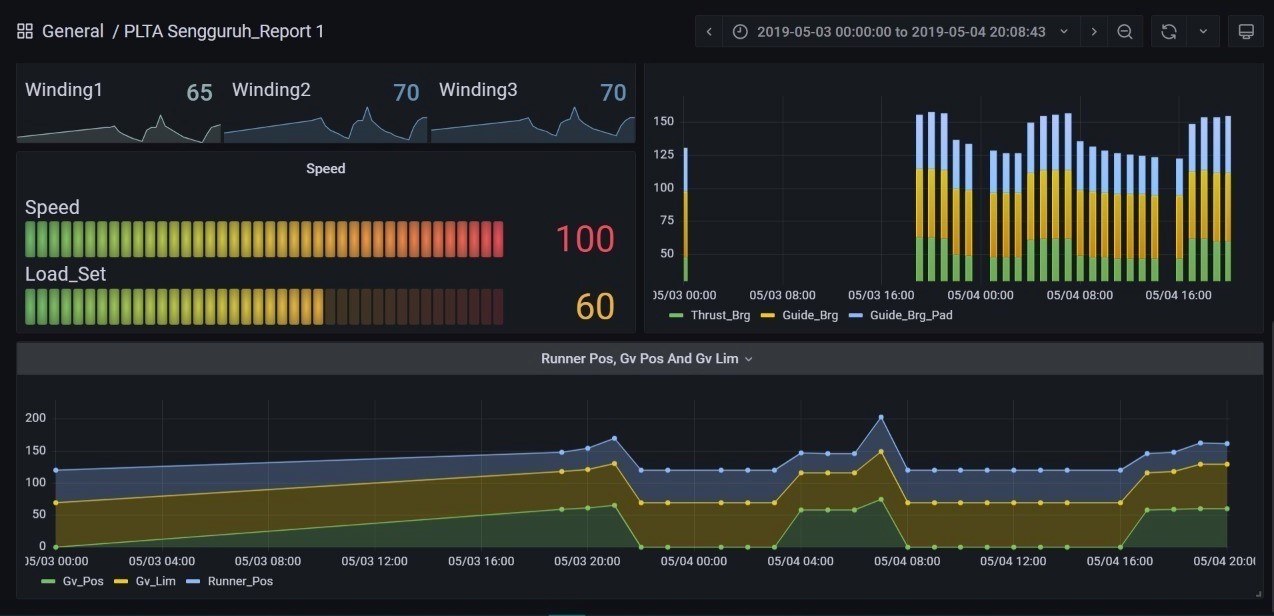 General / PLTA Sengguruh_Report 1
2019-05-03 00:00:00 to 2019-05-04 20:08:43
Winding1 65 Winding2 70 Winding3 70
Speed
Speed
100
Load_Set
60
150
125
100
75
50
05/03 00:00 05/03 08:00 05/03 16:00 05/04 00:00 05/04 08:00 05/04 16:00
Thrust_Brg Guide_Brg Guide_Brg_Pad
Runner Pos, Gv Pos And Gv Lim
200
150
100
50
0
05/03 00:00 05/03 04:00 05/03 08:00 05/03 12:00 05/03 16:00 05/03 20:00 05/04 00:00 05/04 04:00 05/04 08:00 05/04 12:00 05/04 16:00 05/04 20:00
Gv_Pos Gv_Lim Runner_Pos